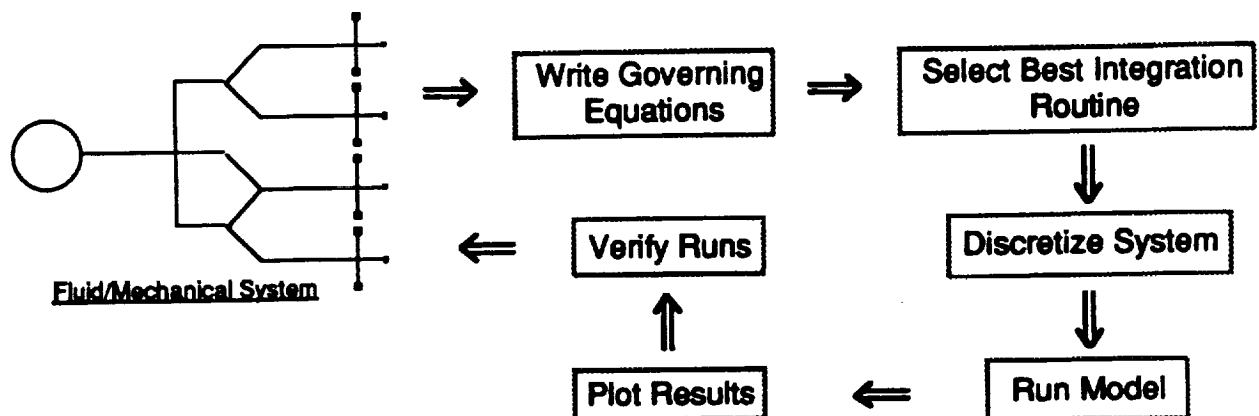 Write Governing
Equations
Select Best Integration
Routine
Discretize System
Run Model
Plot Results
Verify Runs
Fluid/Mechanical System